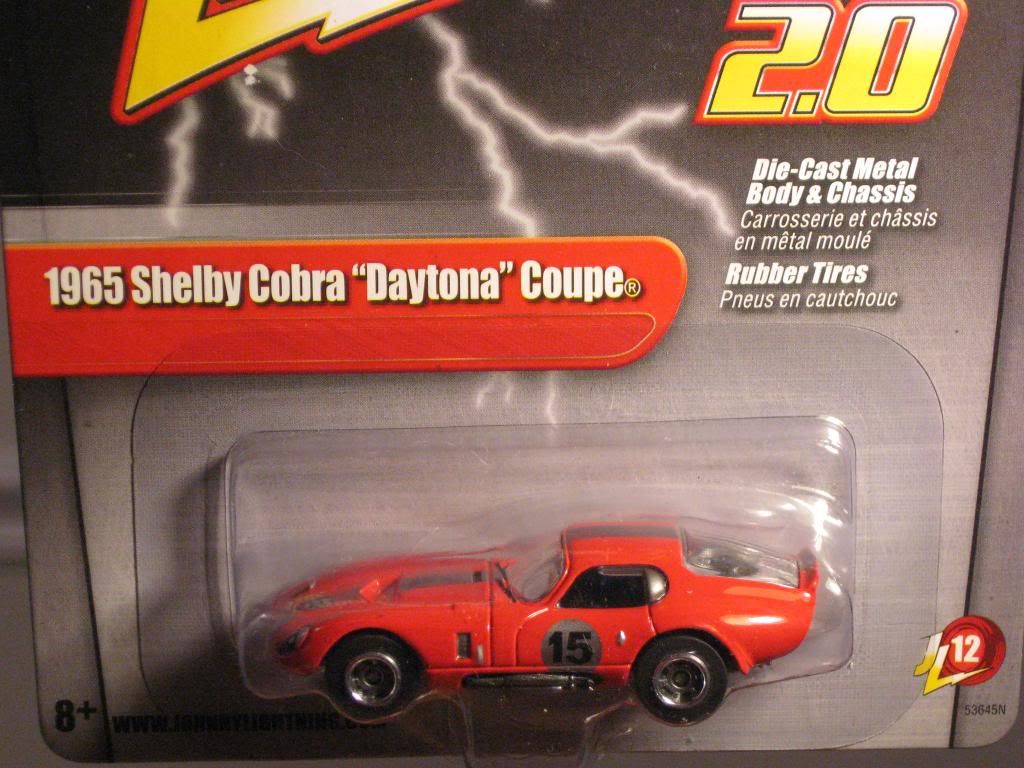 2.0
Die-Cast Metal
Body & Chassis
Carrosserie et châssis
en mêtal moulé
Rubber Tires
Pneus en cautchouc
1965 Shelby Cobra “Daytona” Coupe®
15
JL 12
53645N
8+
WWW.JOHNNYLIGHTNING.COM